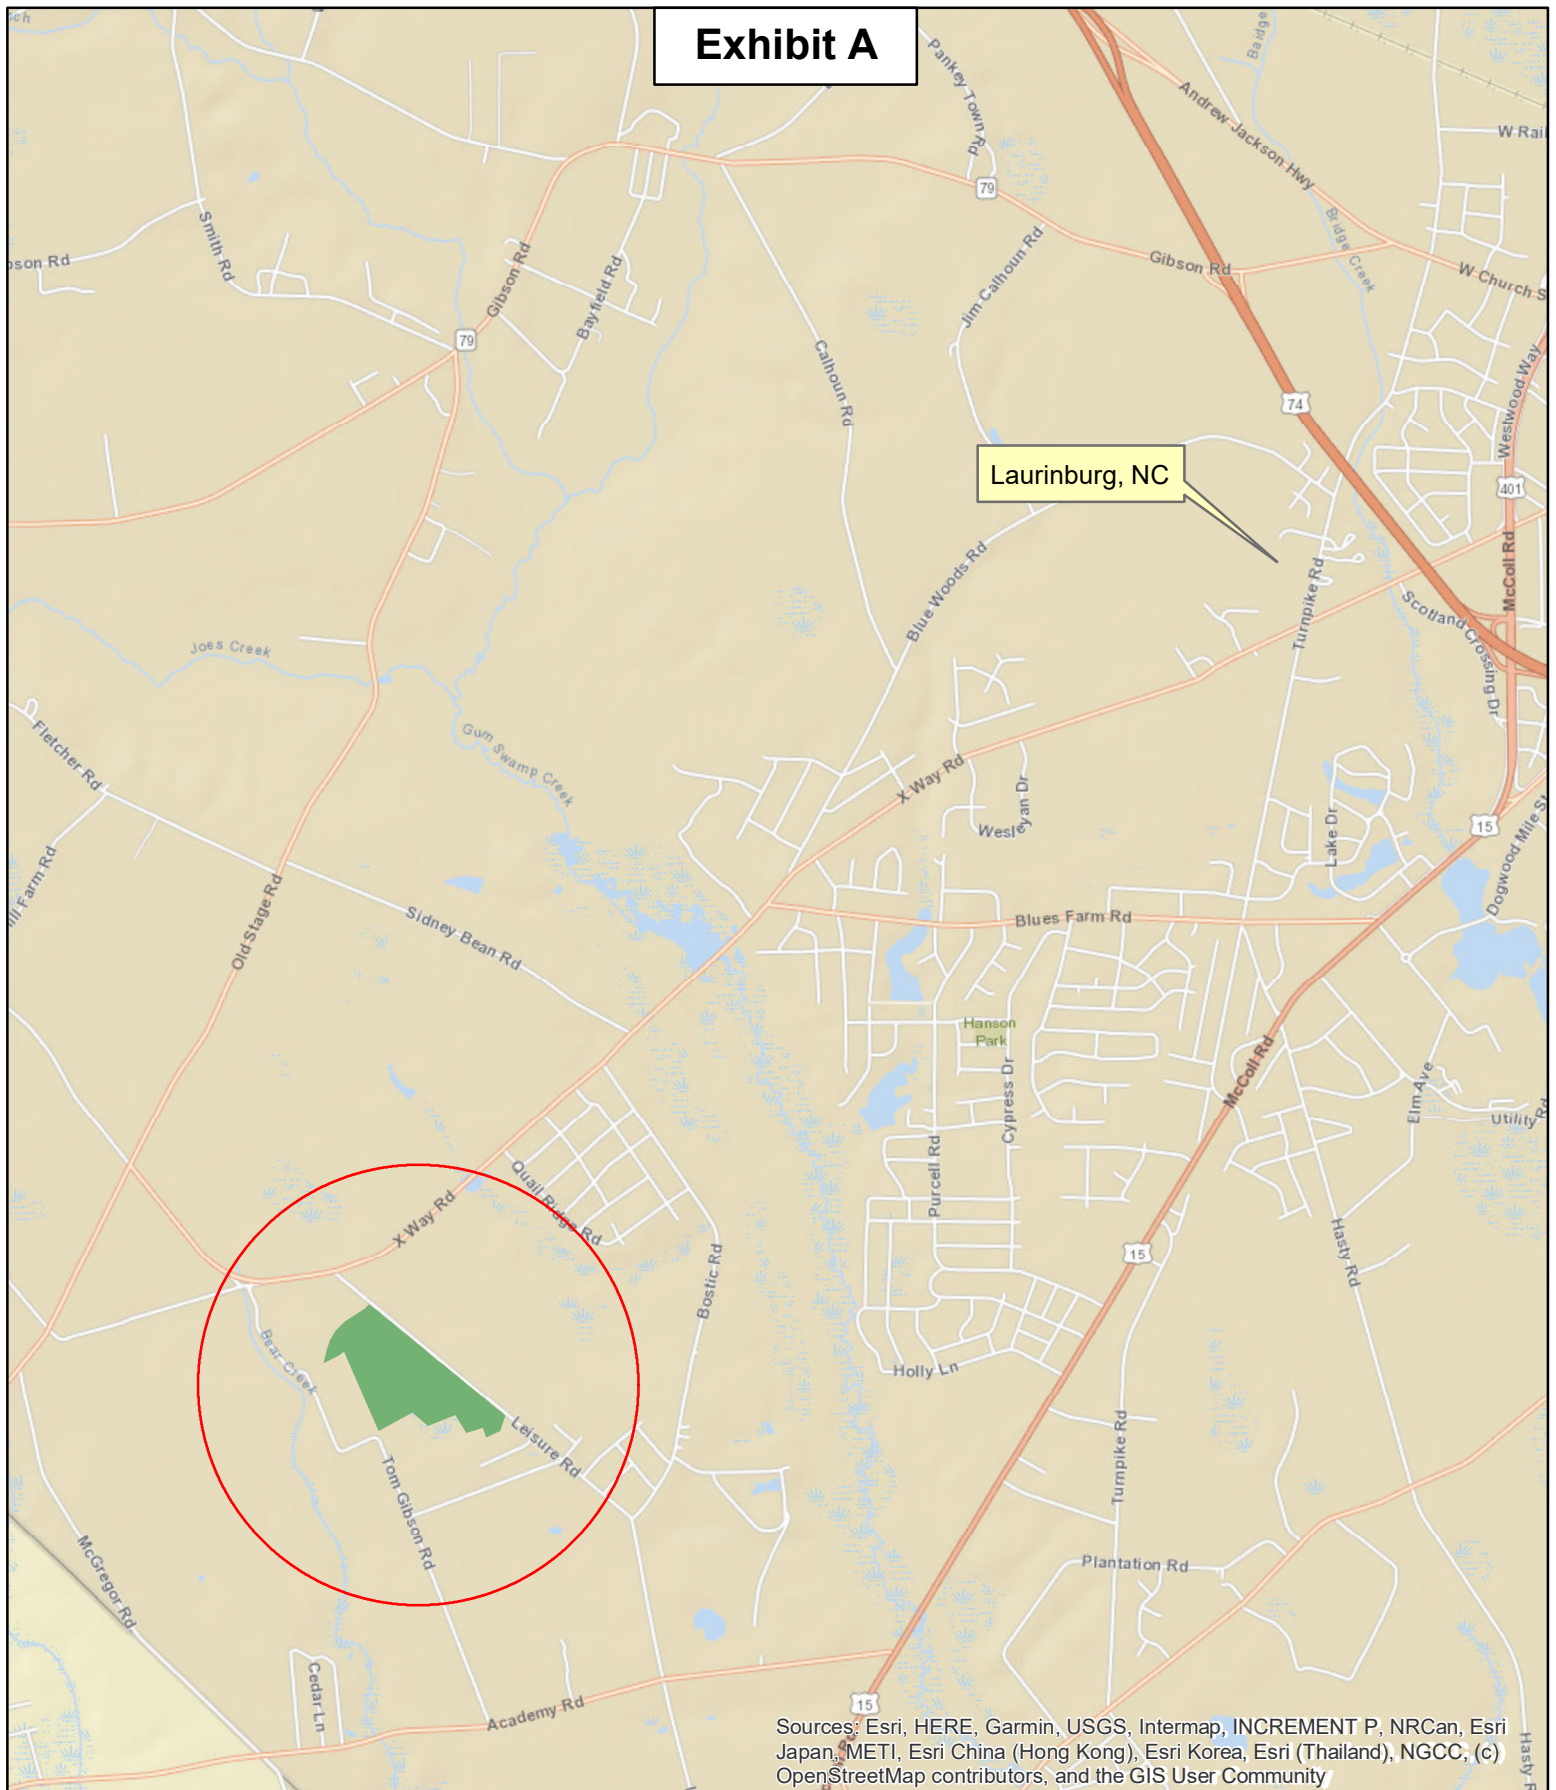 Exhibit A
Pankey Town Rd
Andrew Jackson Hwy
W Rail
79
Smith Rd
Gibson Rd
Bayfield Rd
Jim Calhoun Rd
Gibson Rd
Bridge Creek
W Church S
79
Calhoun Rd
74
Westwood Way
Laurinburg, NC
401
McColl Rd
Blue Woods Rd
Turnpike Rd
Scotland Crossing Dr
Joes Creek
Gum Swamp Creek
Fletcher Rd
X Way Rd
Wesleyan Dr
Lake Dr
15
Dogwood Mile St
Farm Rd
Old Stage Rd
Sidney Bean Rd
Blues Farm Rd
Hanson
Park
Cypress Dr
McColl Rd
Elm Ave
Utility Rd
Purcell Rd
Quail Ridge Rd
X Way Rd
Bostic Rd
15
Hasty Rd
Bear Creek
Holly Ln
Leisure Rd
Turnpike Rd
Tom Gibson Rd
McGregor Rd
Plantation Rd
Cedar Ln
Academy Rd
15
Hasty R
Sources: Esri, HERE, Garmin, USGS, Intermap, INCREMENT P, NRCan, Esri
Japan, METI, Esri China (Hong Kong), Esri Korea, Esri (Thailand), NGCC, (c)
OpenStreetMap contributors, and the GIS User Community